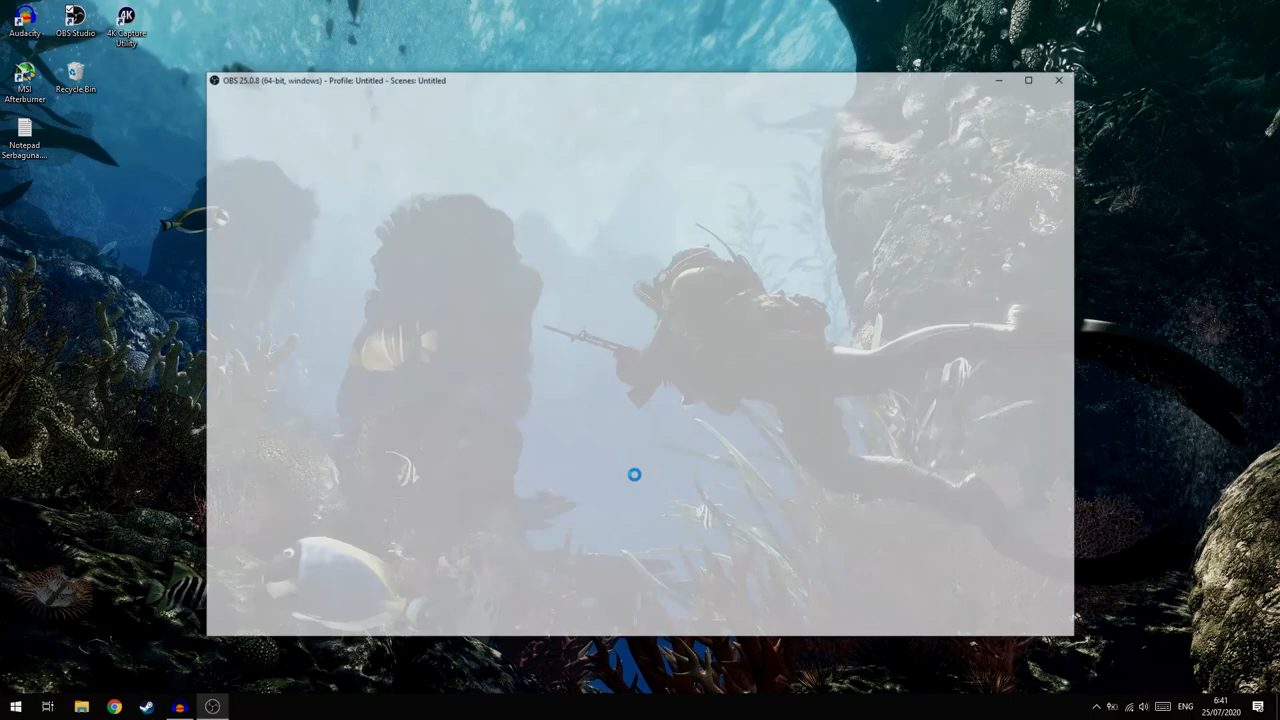 Audacity
OBS Studio
4K Capture
Utility
MSI
Afterburner
Recycle Bin
Notepad
Serbaguna....
OBS 25.0.8 (64-bit, windows) - Profile: Untitled - Scenes: Untitled
ENG
6:41
25/07/2020